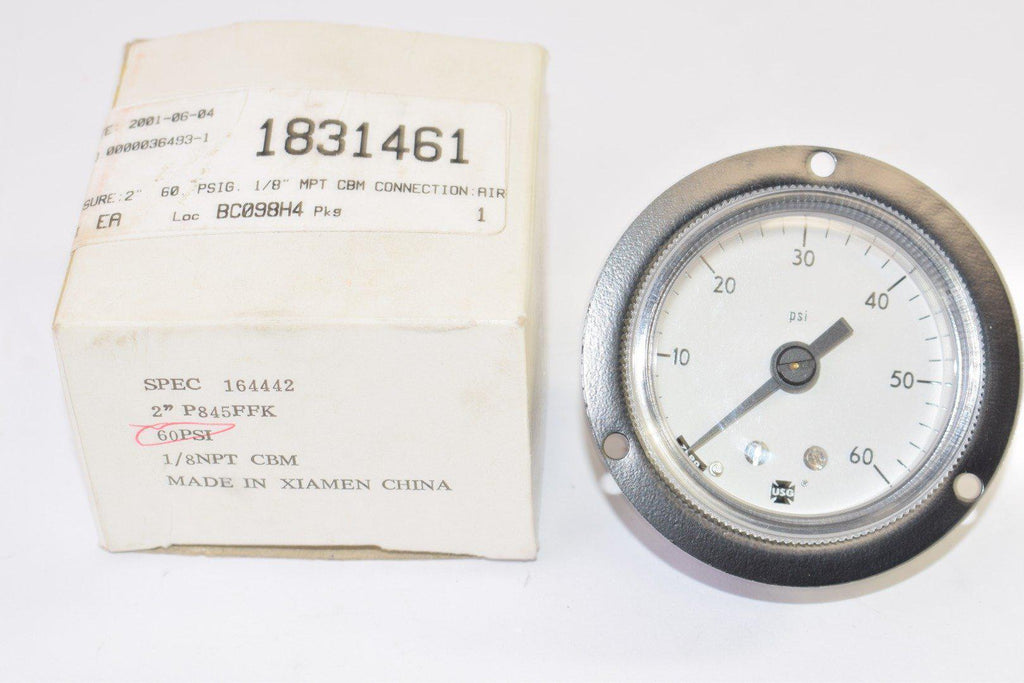 E: 2001-06-04
0000036493-1
1831461
SURE:2" 60. PSIG. 1/8" MPT CBM CONNECTION:AIR
EA Loc BC098H4 Pkg 1
SPEC 164442
2" P845FFK
60PSI
1/8NPT CBM
MADE IN XIAMEN CHINA
10
20
30
40
50
60
psi
USG
®